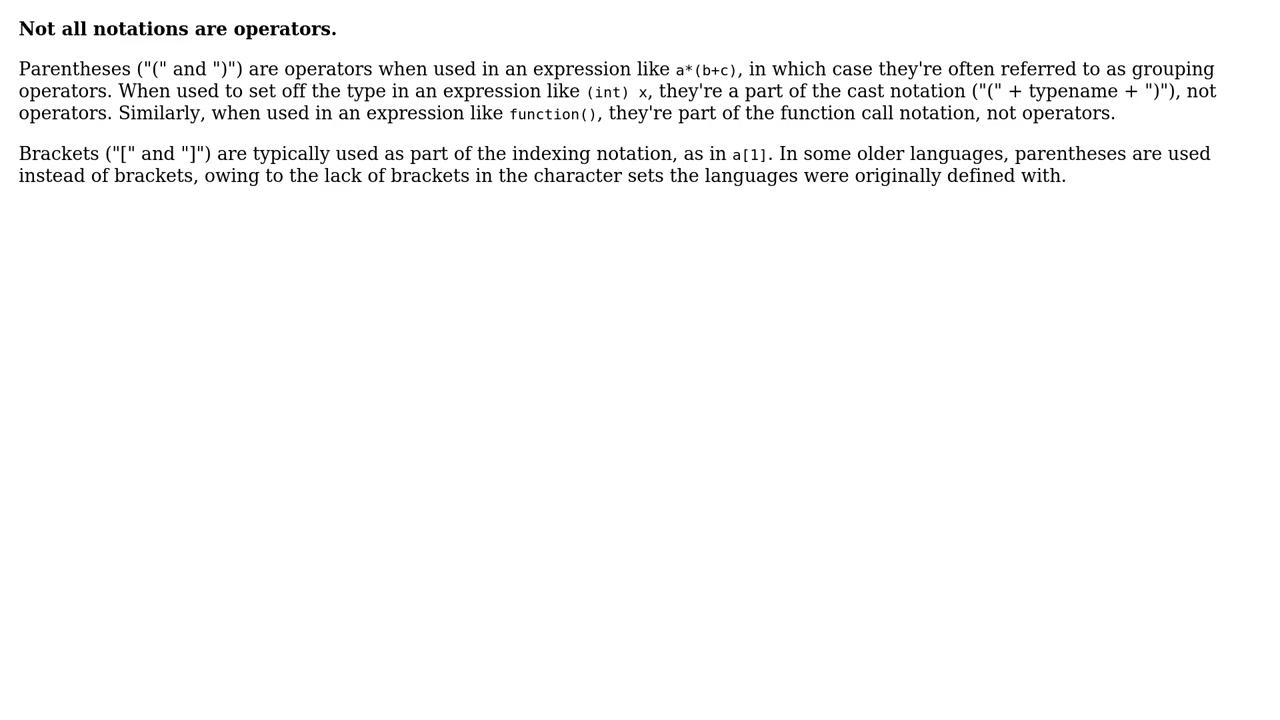 Not all notations are operators.
Parentheses ("(" and ")") are operators when used in an expression like a*(b+c), in which case they're often referred to as grouping
operators. When used to set off the type in an expression like (int) x, they're a part of the cast notation ("(" + typename + ")"), not
operators. Similarly, when used in an expression like function(), they're part of the function call notation, not operators.
Brackets ("[" and "]") are typically used as part of the indexing notation, as in a[1]. In some older languages, parentheses are used
instead of brackets, owing to the lack of brackets in the character sets the languages were originally defined with.